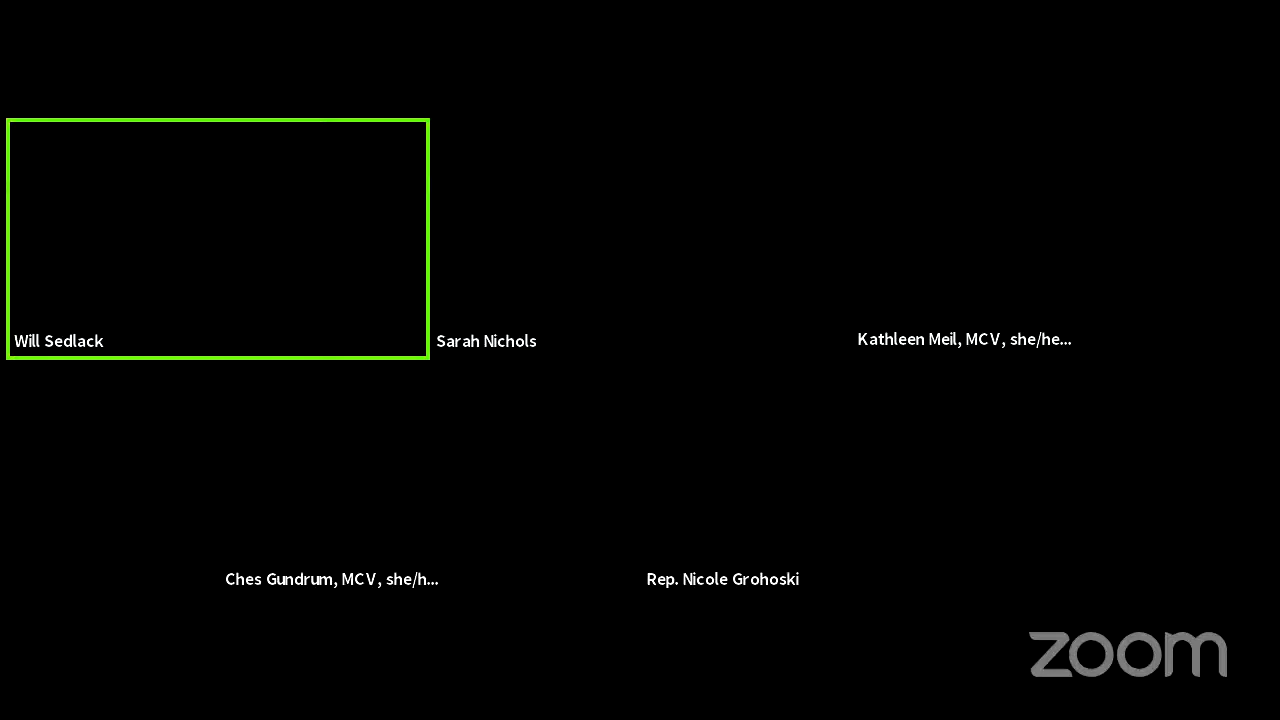 Will Sedlack
Sarah Nichols
Kathleen Meil, MCV, she/he...
Ches Gundrum, MCV, she/h...
Rep. Nicole Grohoski
zoom